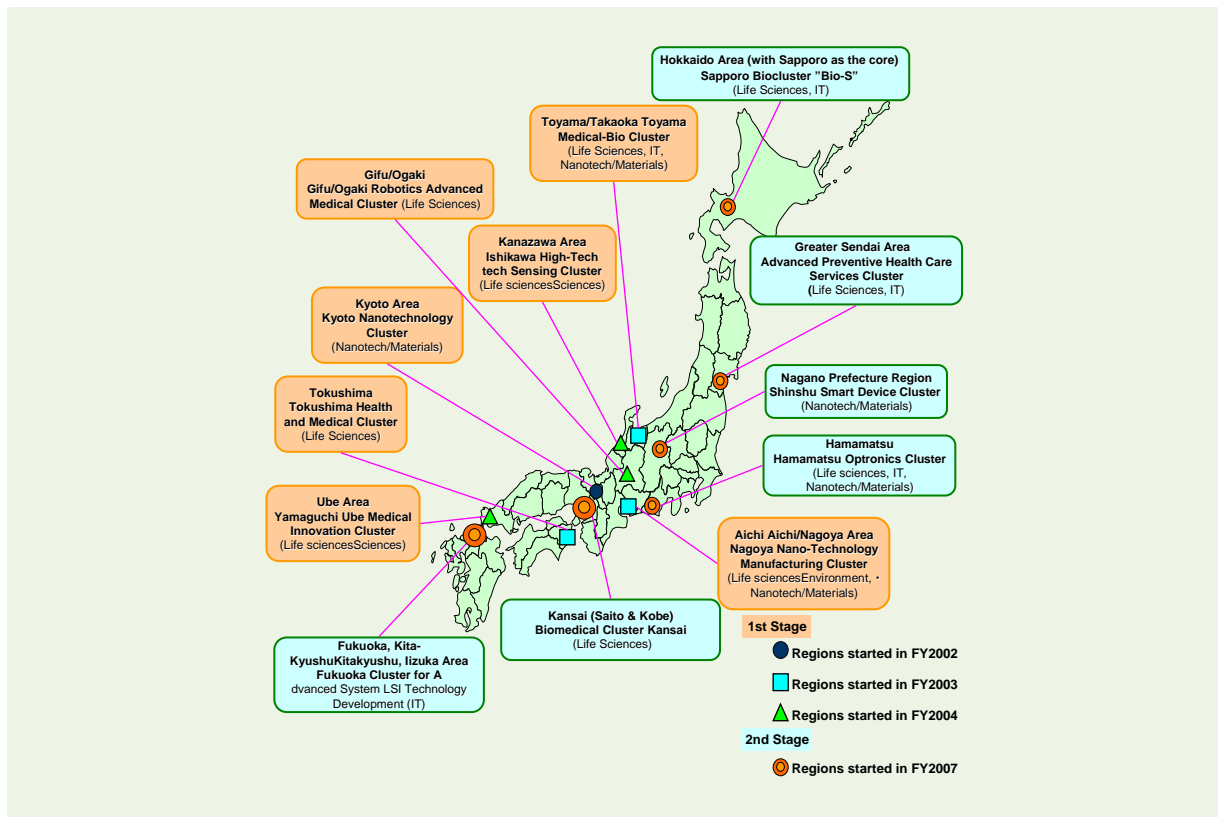 Hokkaido Area (with Sapporo as the core)
Sapporo Biocluster ”Bio-S”
(Life Sciences, IT)
Toyama/Takaoka Toyama
Medical-Bio Cluster
(Life Sciences, IT,
Nanotech/Materials)
Gifu/Ogaki
Gifu/Ogaki Robotics Advanced
Medical Cluster (Life Sciences)
Kanazawa Area
Ishikawa High-Tech
tech Sensing Cluster
(Life sciencesSciences)
Greater Sendai Area
Advanced Preventive Health Care
Services Cluster
(Life Sciences, IT)
Kyoto Area
Kyoto Nanotechnology
Cluster
(Nanotech/Materials)
Nagano Prefecture Region
Shinshu Smart Device Cluster
(Nanotech/Materials)
Tokushima
Tokushima Health
and Medical Cluster
(Life Sciences)
Hamamatsu
Hamamatsu Optronics Cluster
(Life sciences, IT,
Nanotech/Materials)
Ube Area
Yamaguchi Ube Medical
Innovation Cluster
(Life sciencesSciences)
Aichi Aichi/Nagoya Area
Nagoya Nano-Technology
Manufacturing Cluster
(Life sciencesEnvironment, ・
Nanotech/Materials)
Kansai (Saito & Kobe)
Biomedical Cluster Kansai
(Life Sciences)
Fukuoka, Kita-
KyushuKitakyushu, Iizuka Area
Fukuoka Cluster for A
dvanced System LSI Technology
Development (IT)
1st Stage
Regions started in FY2002
Regions started in FY2003
Regions started in FY2004
2nd Stage
Regions started in FY2007